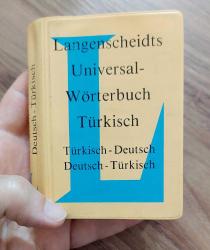 Langenscheidts
Universal-
Wörterbuch
Türkisch
Türkisch-Deutsch
Deutsch-Türkisch
Deutsch-Türkisch